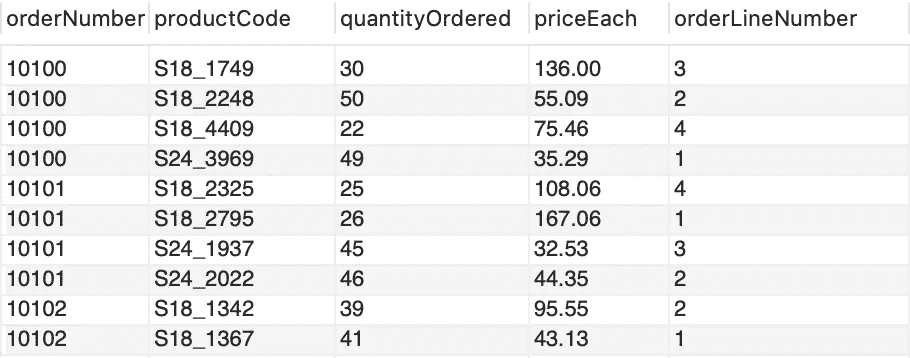 orderNumber productCode quantityOrdered priceEach orderLineNumber
10100 S18_1749 30 136.00 3
10100 S18_2248 50 55.09 2
10100 S18_4409 22 75.46 4
10100 S24_3969 49 35.29 1
10101 S18_2325 25 108.06 4
10101 S18_2795 26 167.06 1
10101 S24_1937 45 32.53 3
10101 S24_2022 46 44.35 2
10102 S18_1342 39 95.55 2
10102 S18_1367 41 43.13 1